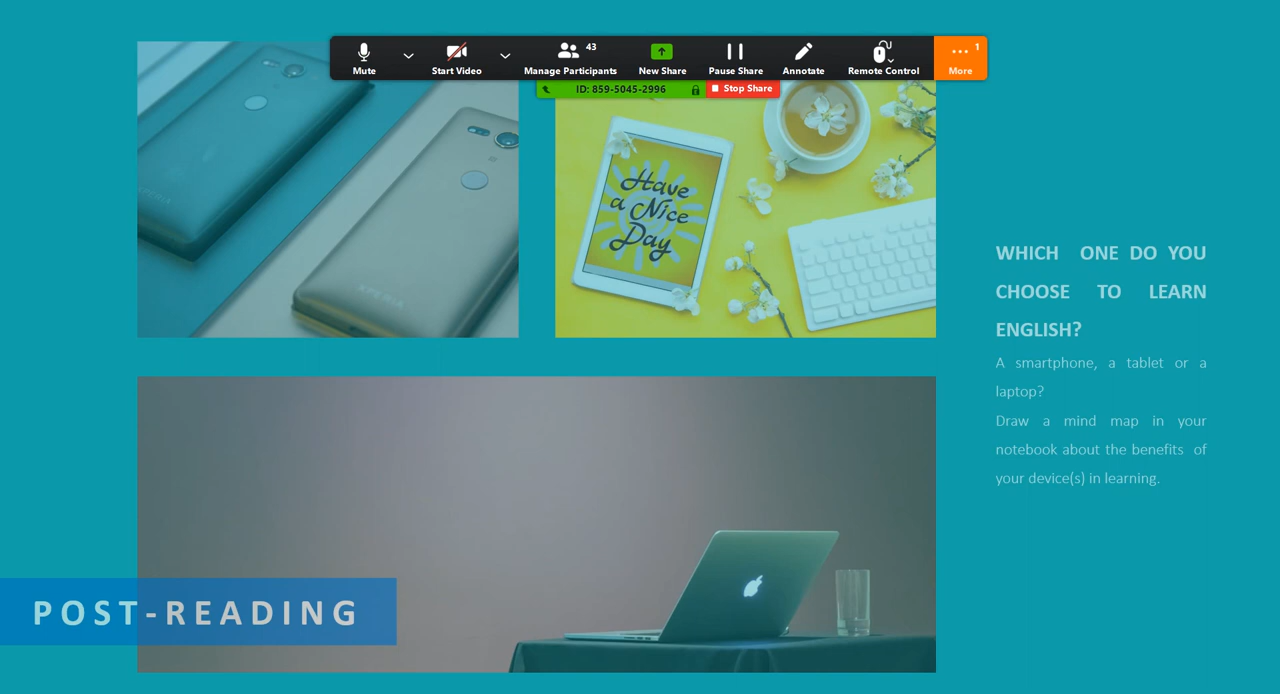 Mute
Start Video
43
Manage Participants
New Share
Pause Share
Annotate
Remote Control
1
More
ID: 859-5045-2996
Stop Share
XPERIA
XPERIA
Have
a Nice
Day
WHICH ONE DO YOU
CHOOSE TO LEARN
ENGLISH?
A smartphone, a tablet or a
laptop?
Draw a mind map in your
notebook about the benefits of
your device(s) in learning.
POST-READING